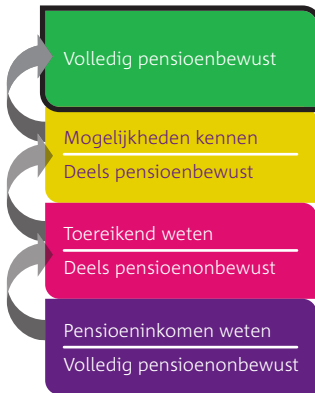 Volledig pensioenbewust
Mogelijkheden kennen
Deels pensioenbewust
Toereikend weten
Deels pensioenonbewust
Pensioeninkomen weten
Volledig pensioenonbewust